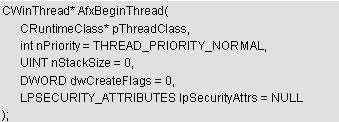 CWinThread* AfxBeginThread(
CRuntimeClass* pThreadClass,
int nPriority = THREAD_PRIORITY_NORMAL,
UINT nStackSize = 0,
DWORD dwCreateFlags = 0,
LPSECURITY_ATTRIBUTES lpSecurityAttrs = NULL
);